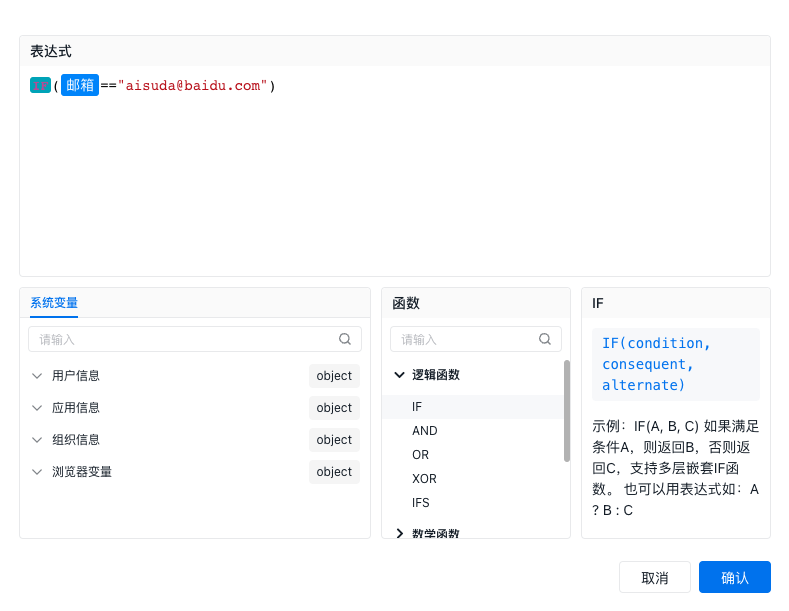 表达式
IF(邮箱=="aisuda@baidu.com")
系统变量
请输入
用户信息 object
应用信息 object
组织信息 object
浏览器变量 object
函数
请输入
逻辑函数
IF
AND
OR
XOR
IFS
数学函数
IF
IF(condition,
consequent,
alternate)
示例：IF(A, B, C) 如果满足
条件A，则返回B，否则返
回C，支持多层嵌套IF函
数。 也可以用表达式如：A
? B : C
取消
确认